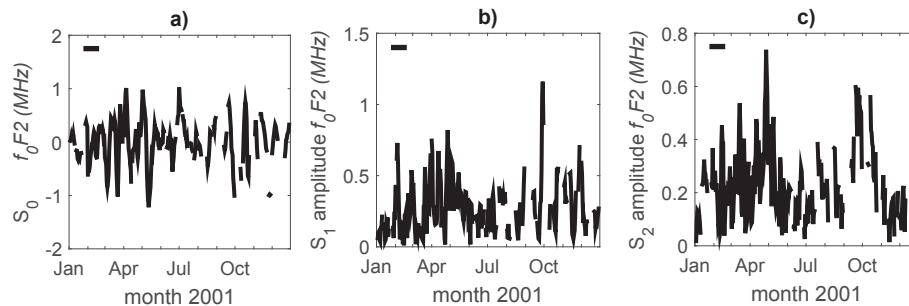 a)
2
1
0
-1
-2
S0 f0F2 (MHz)
Jan Apr Jul Oct
month 2001
b)
1.5
1
0.5
0
S1 amplitude f0F2 (MHz)
Jan Apr Jul Oct
month 2001
c)
0.8
0.6
0.4
0.2
0
S2 amplitude f0F2 (MHz)
Jan Apr Jul Oct
month 2001